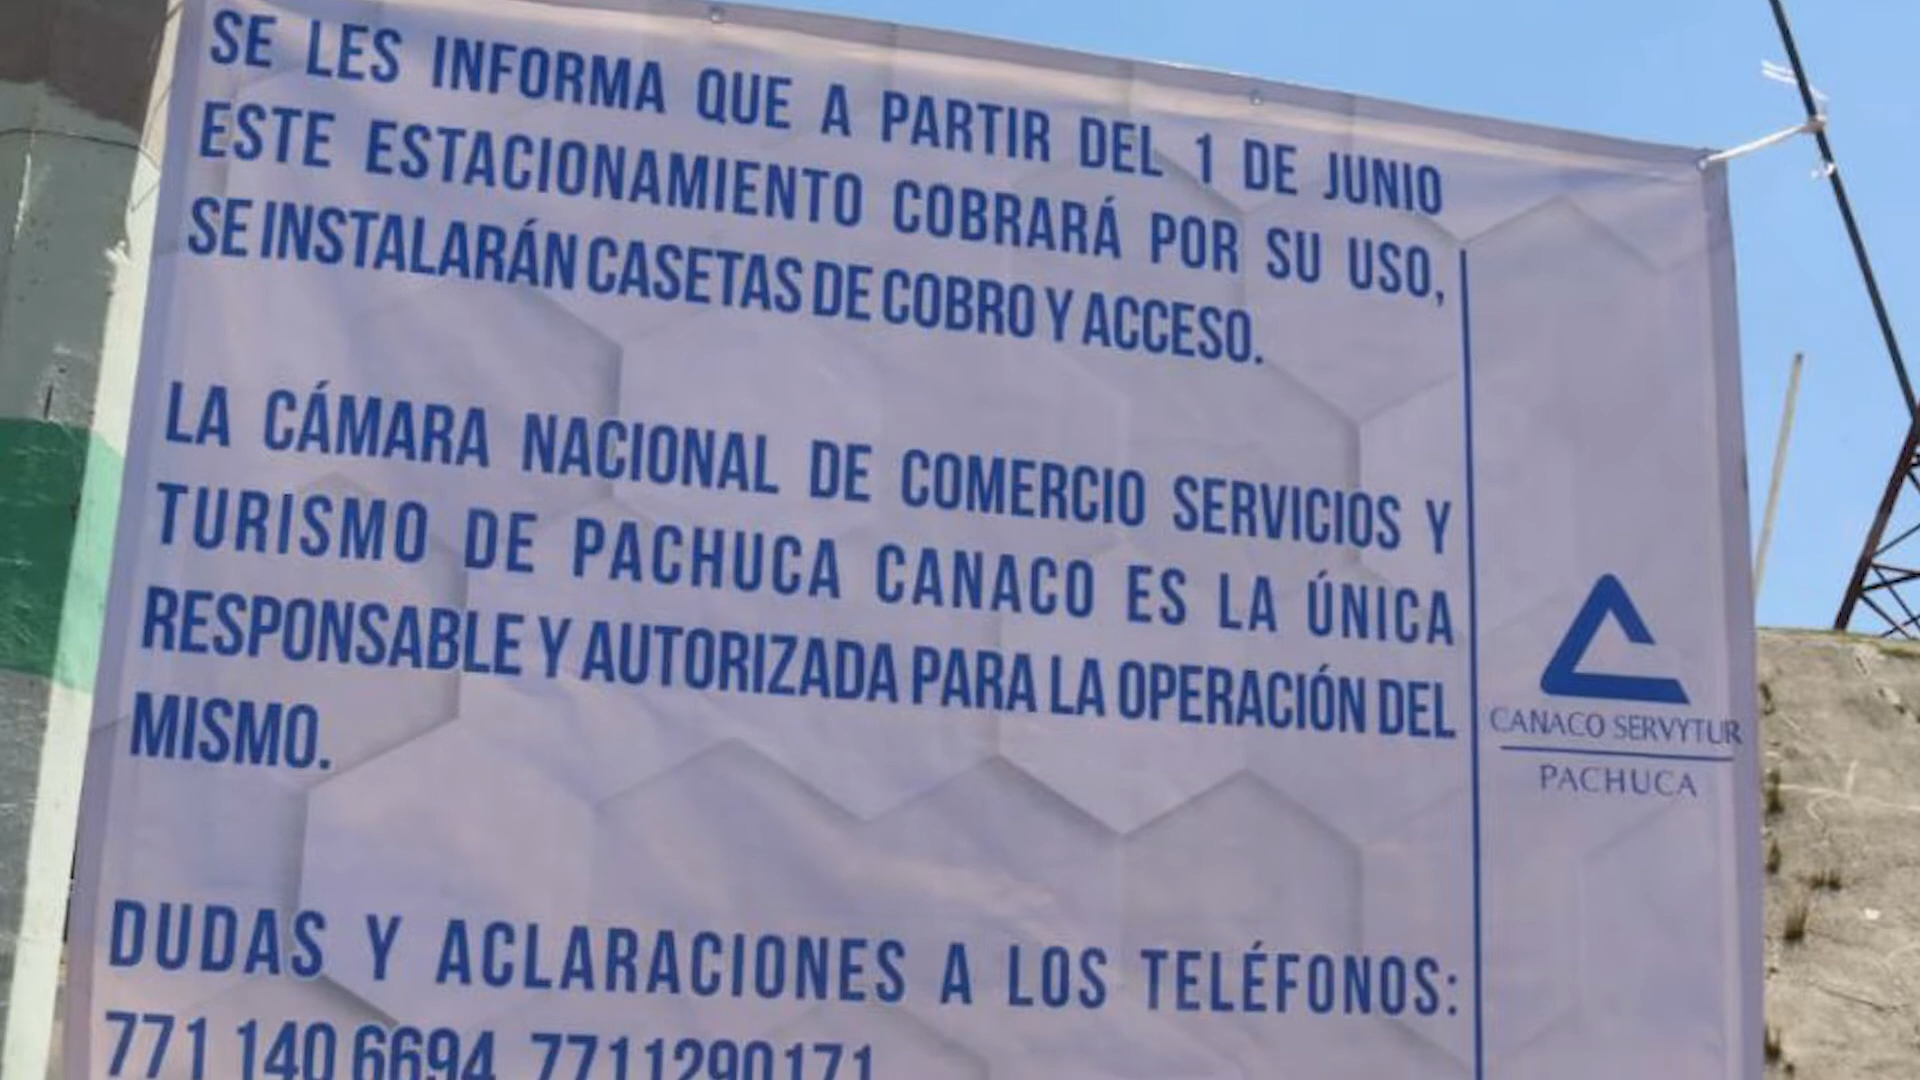 SE LES INFORMA QUE A PARTIR DEL 1 DE JUNIO
ESTE ESTACIONAMIENTO COBRARÁ POR SU USO,
SE INSTALARÁN CASETAS DE COBRO Y ACCESO.
LA CÁMARA NACIONAL DE COMERCIO SERVICIOS Y
TURISMO DE PACHUCA CANACO ES LA ÚNICA
RESPONSABLE Y AUTORIZADA PARA LA OPERACIÓN DEL
MISMO.
DUDAS Y ACLARACIONES A LOS TELÉFONOS:
771 140 6694 7711290171
CANACO SERVYTUR
PACHUCA